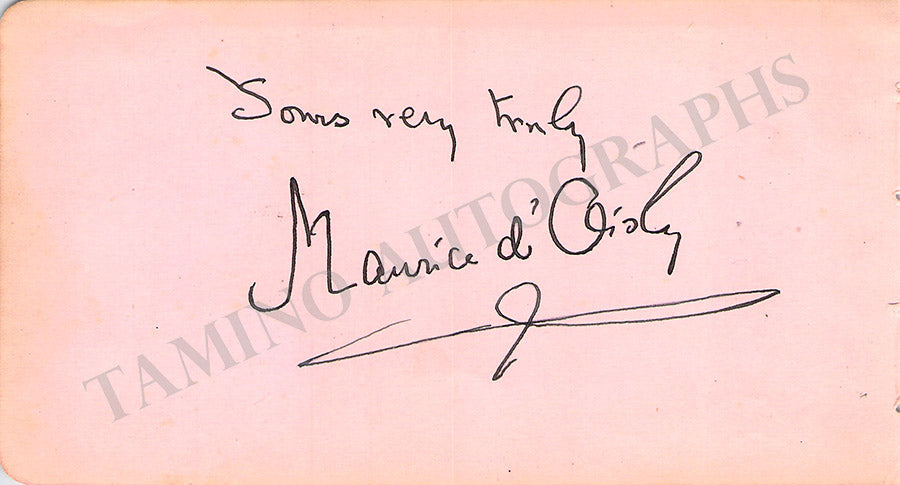 Yours very truly
Maurice d'Oisly
TAMINO AUTOGRAPHS